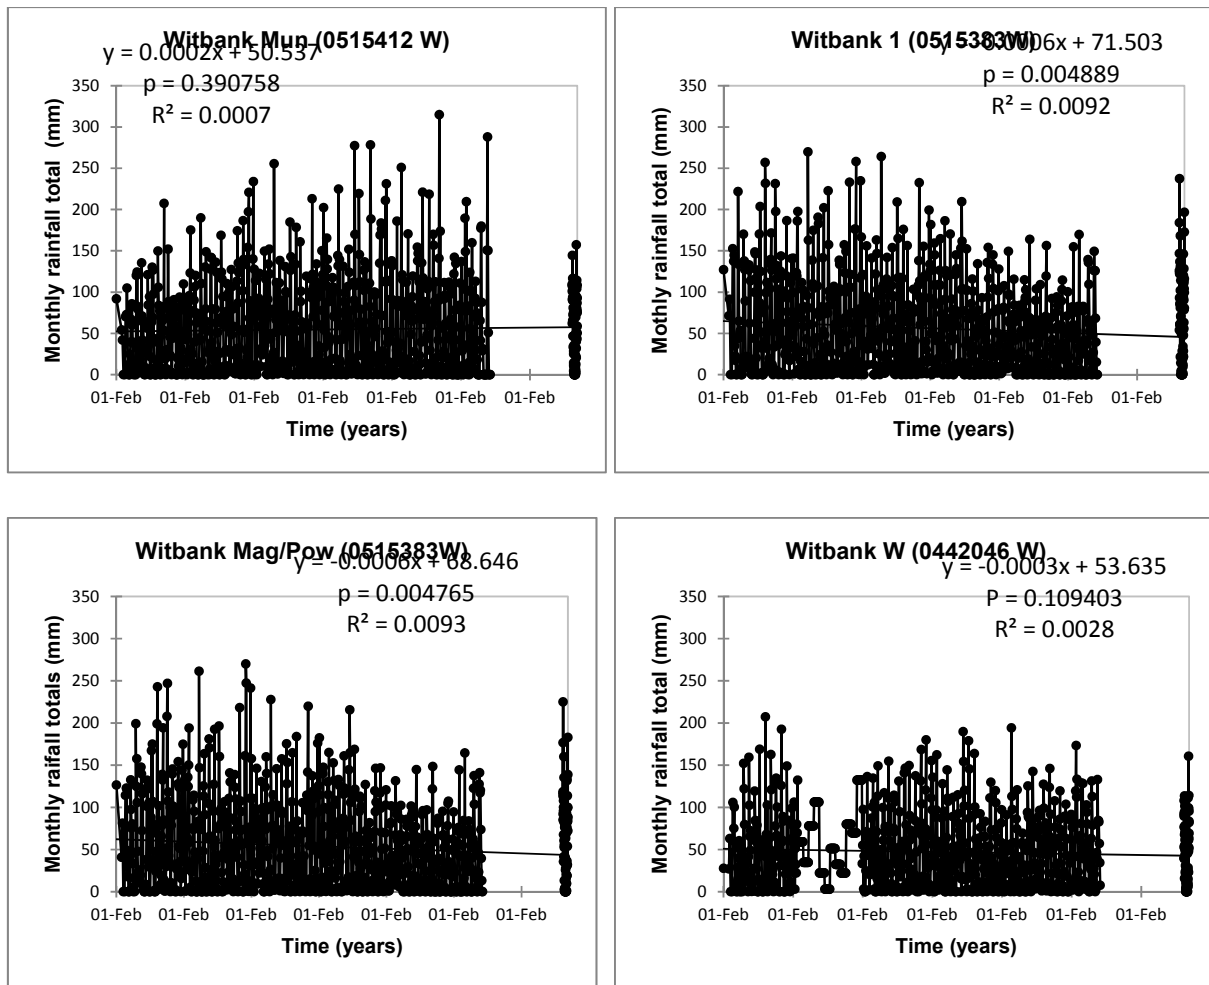 Witbank Mun (0515412 W)
y = 0.0002x + 50.537
p = 0.390758
R² = 0.0007
Monthly rainfall total (mm)
350
300
250
200
150
100
50
0
01-Feb 01-Feb 01-Feb 01-Feb 01-Feb 01-Feb 01-Feb
Time (years)
Witbank 1 (0515383W)
y = -0.0006x + 71.503
p = 0.004889
R² = 0.0092
Mothly rainfall total (mm)
350
300
250
200
150
100
50
0
01-Feb 01-Feb 01-Feb 01-Feb 01-Feb 01-Feb 01-Feb
Time (years)
Witbank Mag/Pow (0515383W)
y = -0.0006x + 68.646
p = 0.004765
R² = 0.0093
Monthly raifall totals (mm)
350
300
250
200
150
100
50
0
01-Feb 01-Feb 01-Feb 01-Feb 01-Feb 01-Feb 01-Feb
Time (years)
Witbank W (0442046 W)
y = -0.0003x + 53.635
P = 0.109403
R² = 0.0028
Monthly rainfall total (mm)
350
300
250
200
150
100
50
0
01-Feb 01-Feb 01-Feb 01-Feb 01-Feb 01-Feb 01-Feb
Time (years)